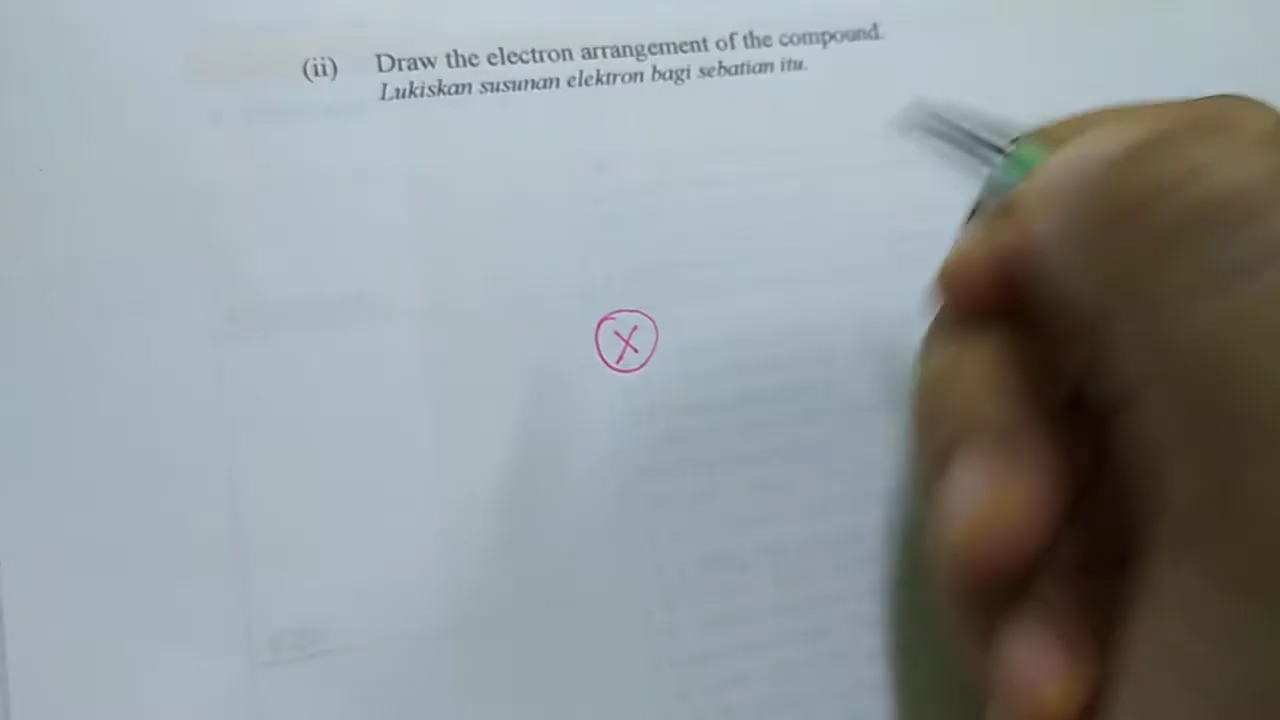 (ii) Draw the electron arrangement of the compound.
Lukiskan susunan elektron bagi sebatian itu.
X